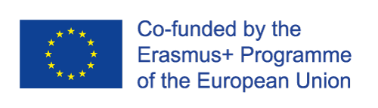 Co-funded by the
Erasmus+ Programme
of the European Union